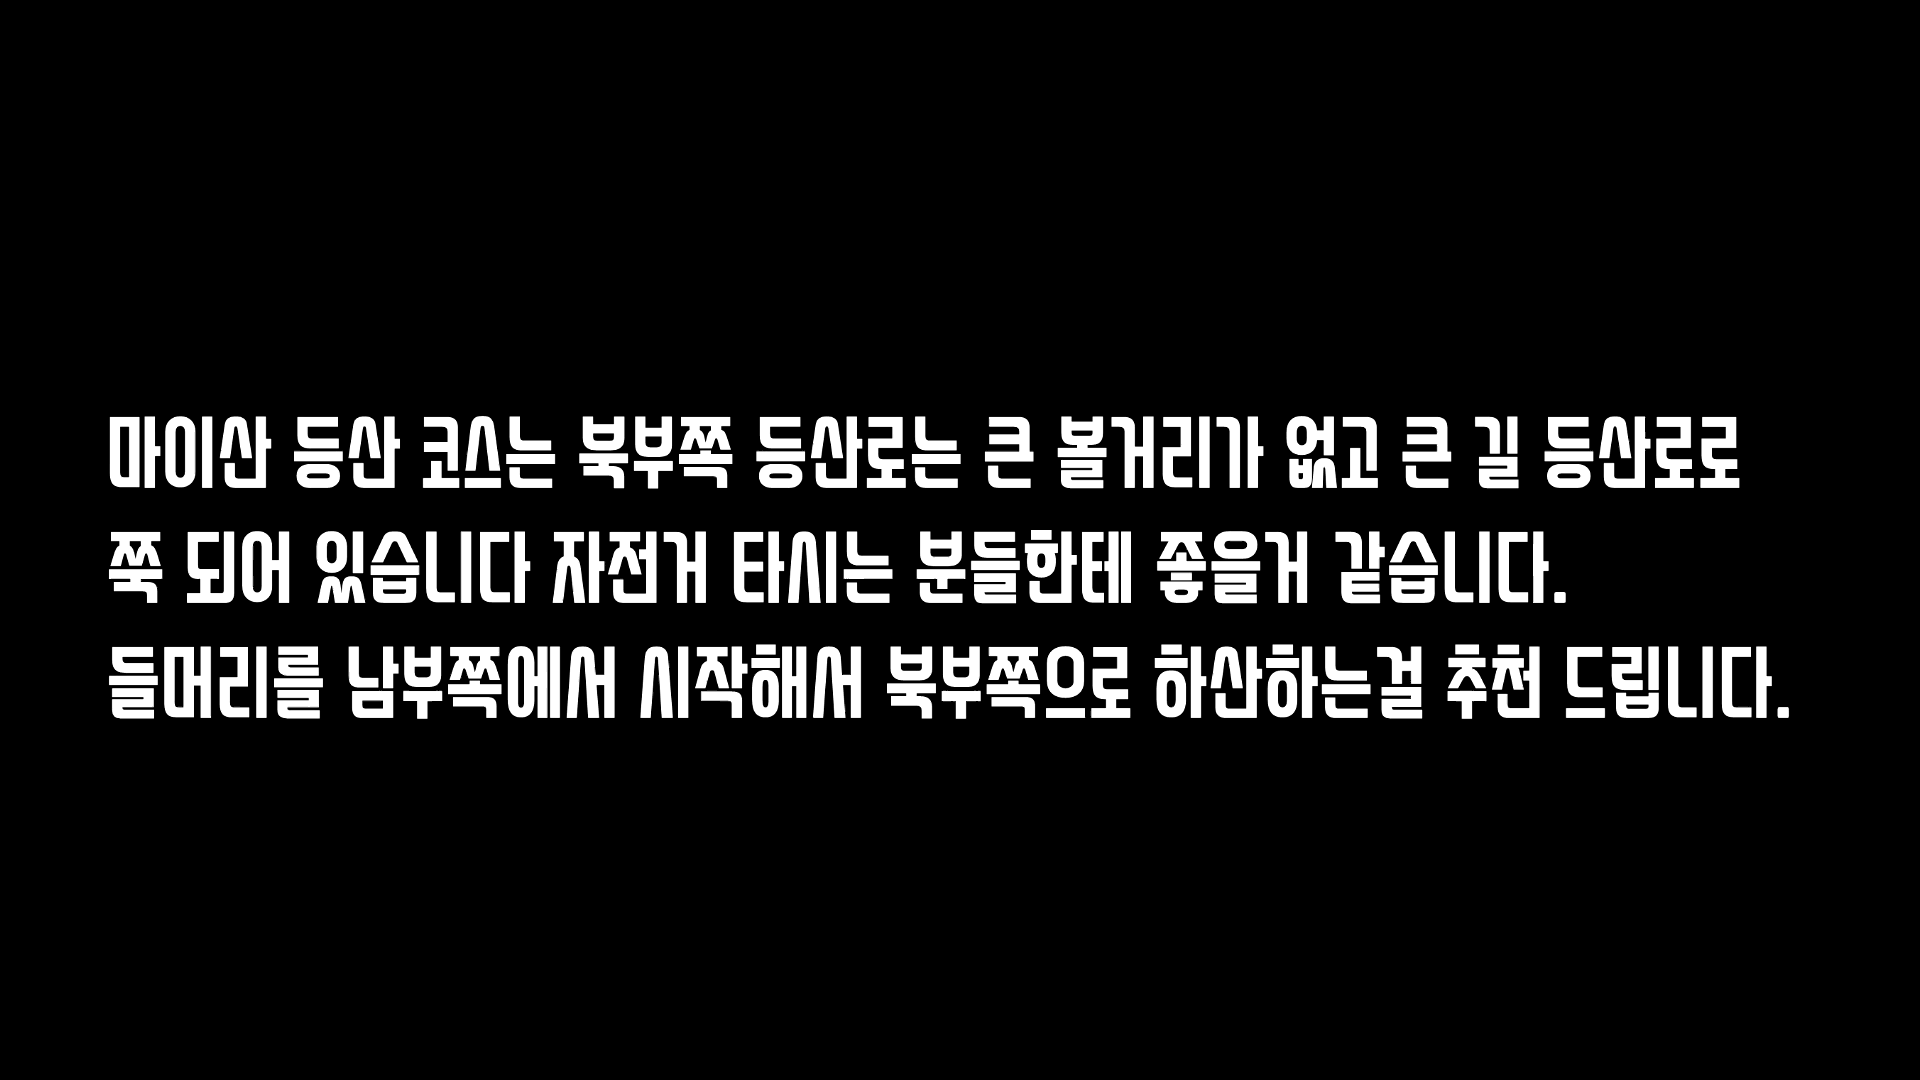 마이산 등산 코스는 북부쪽 등산로는 큰 볼거리가 없고 큰 길 등산로로
쭉 되어 있습니다 자전거 타시는 분들한테 좋을거 같습니다.
들머리를 남부쪽에서 시작해서 북부쪽으로 하산하는걸 추천 드립니다.